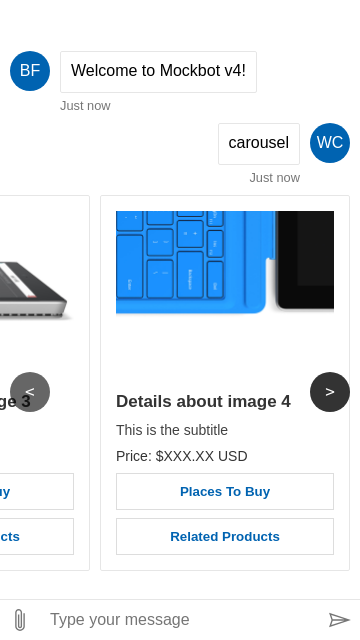 BF
Welcome to Mockbot v4!
Just now
carousel
WC
Just now
ge 3
<
Details about image 4
>
This is the subtitle
Price: $XXX.XX USD
uy
Places To Buy
cts
Related Products
Type your message